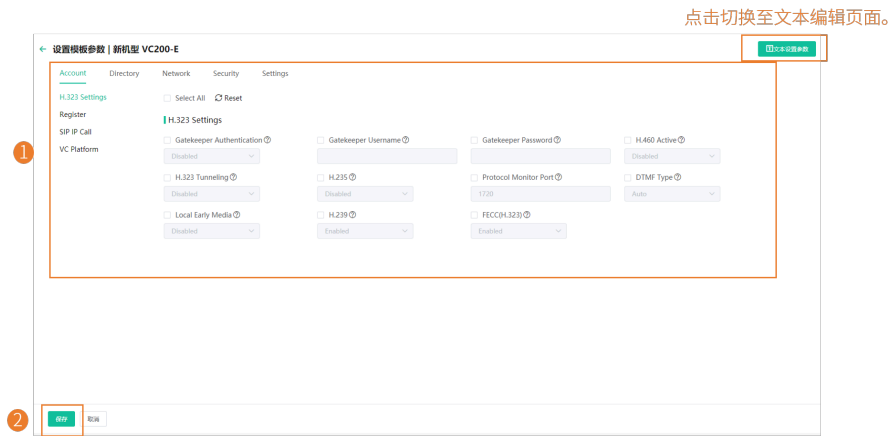 点击切换至文本编辑页面。
← 设置模板参数 | 新机型 VC200-E
文本设置参数
Account Directory Network Security Settings
H.323 Settings
Register
SIP IP Call
VC Platform
Select All Reset
H.323 Settings
Gatekeeper Authentication Gatekeeper Username Gatekeeper Password H.460 Active
Disabled Disabled
1
H.323 Tunneling H.235 Protocol Monitor Port DTMF Type
Disabled Disabled 1720 Auto
Local Early Media H.239 FECC(H.323)
Disabled Enabled Enabled
2
保存 取消